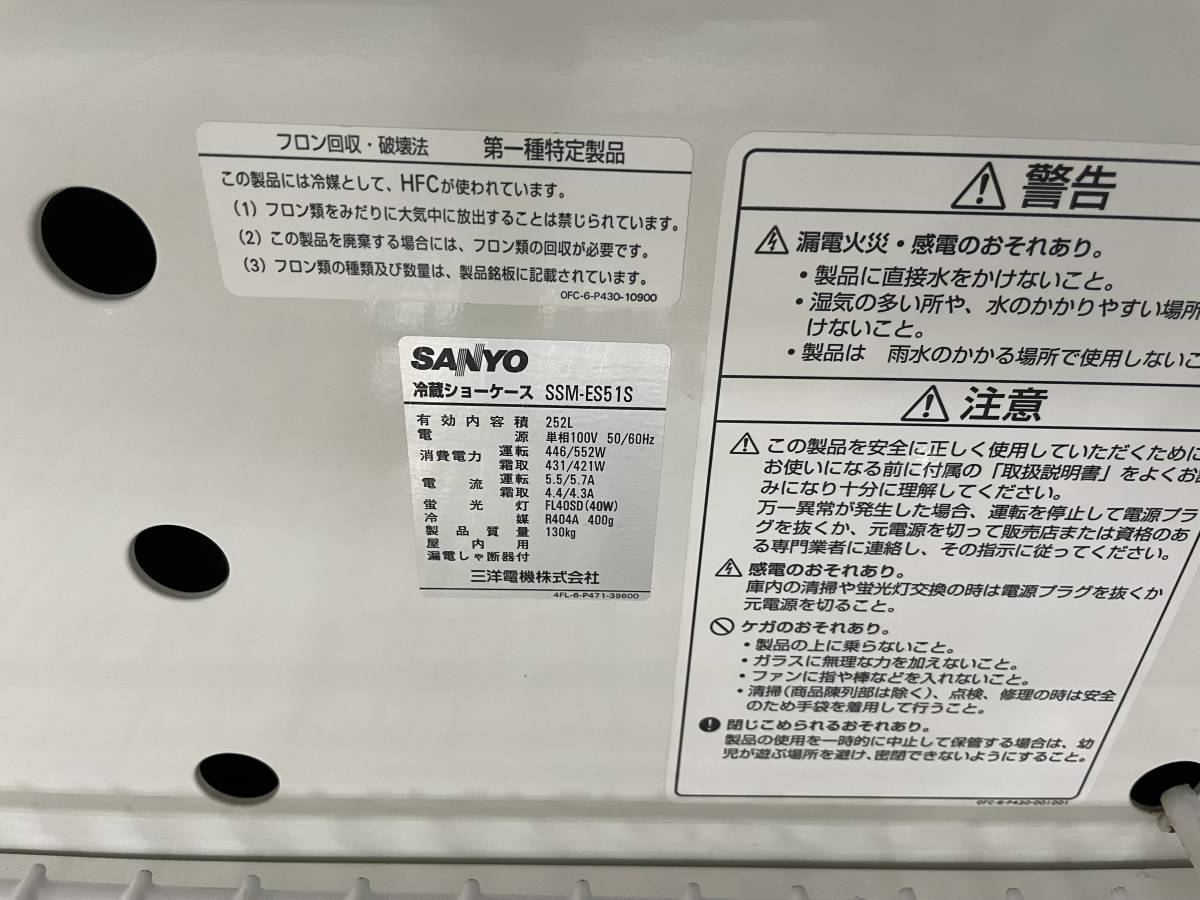 フロン回収・破壊法 第一種特定製品
この製品には冷媒として、HFCが使われています。
(1) フロン類をみだりに大気中に放出することは禁じられています。
(2) この製品を廃棄する場合には、フロン類の回収が必要です。
(3) フロン類の種類及び数量は、製品銘板に記載されています。
OFC-6-P430-10900
SANYO
冷蔵ショーケース SSM-ES51S
有効内容積 252L
電源 単相100V 50/60Hz
消費電力 運転 446/552W
霜取 431/421W
電流 運転 5.5/5.7A
霜取 4.4/4.3A
蛍光灯 FL40SD(40W)
冷媒 R404A 400g
製品質量 130kg
屋内用
漏電しゃ断器付
三洋電機株式会社
4FL-6-P471-39600
警告
漏電火災・感電のおそれあり。
・製品に直接水をかけないこと。
・湿気の多い所や、水のかかりやすい場所
けないこと。
・製品は 雨水のかかる場所で使用しないこ
注意
この製品を安全に正しく使用していただくために
お使いになる前に付属の「取扱説明書」をよくお
みになり十分に理解してください。
万一異常が発生した場合、運転を停止して電源プラ
グを抜くか、元電源を切って販売店または資格のあ
る専門業者に連絡し、その指示に従ってください。
感電のおそれあり。
庫内の清掃や蛍光灯交換の時は電源プラグを抜くか
元電源を切ること。
ケガのおそれあり。
・製品の上に乗らないこと。
・ガラスに無理な力を加えないこと。
・ファンに指や棒などを入れないこと。
・清掃(商品陳列部は除く)、点検、修理の時は安全
のため手袋を着用して行うこと。
閉じこめられるおそれあり。
製品の使用を一時的に中止して保管する場合は、幼
児が遊ぶ場所を避け、密閉できないようにすること。
OFC-6-P430-001001